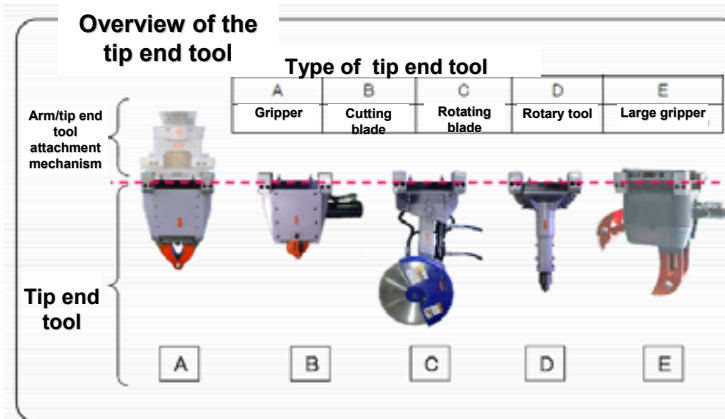 Overview of the
tip end tool
Type of tip end tool
A B C D E
Gripper Cutting blade Rotating blade Rotary tool Large gripper
Arm/tip end
tool
attachment
mechanism
Tip end
tool
A B C D E